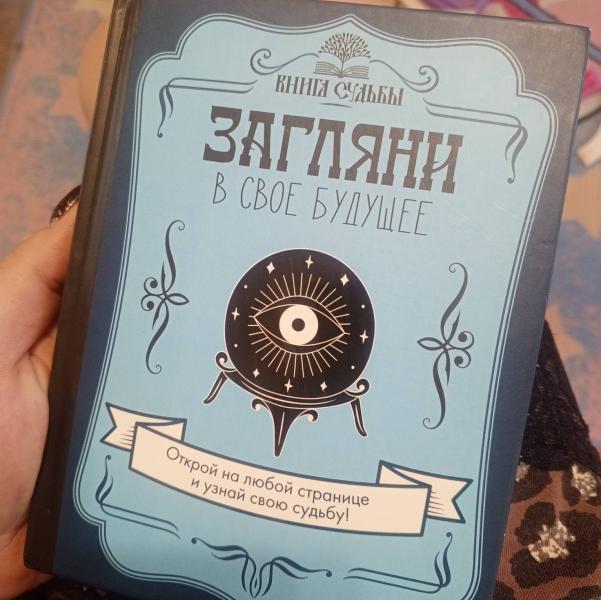 КНИГА СУДЬБЫ
ЗАГЛЯНИ
В СВОЕ БУДУЩЕЕ
Открой на любой странице
и узнай свою судьбу!